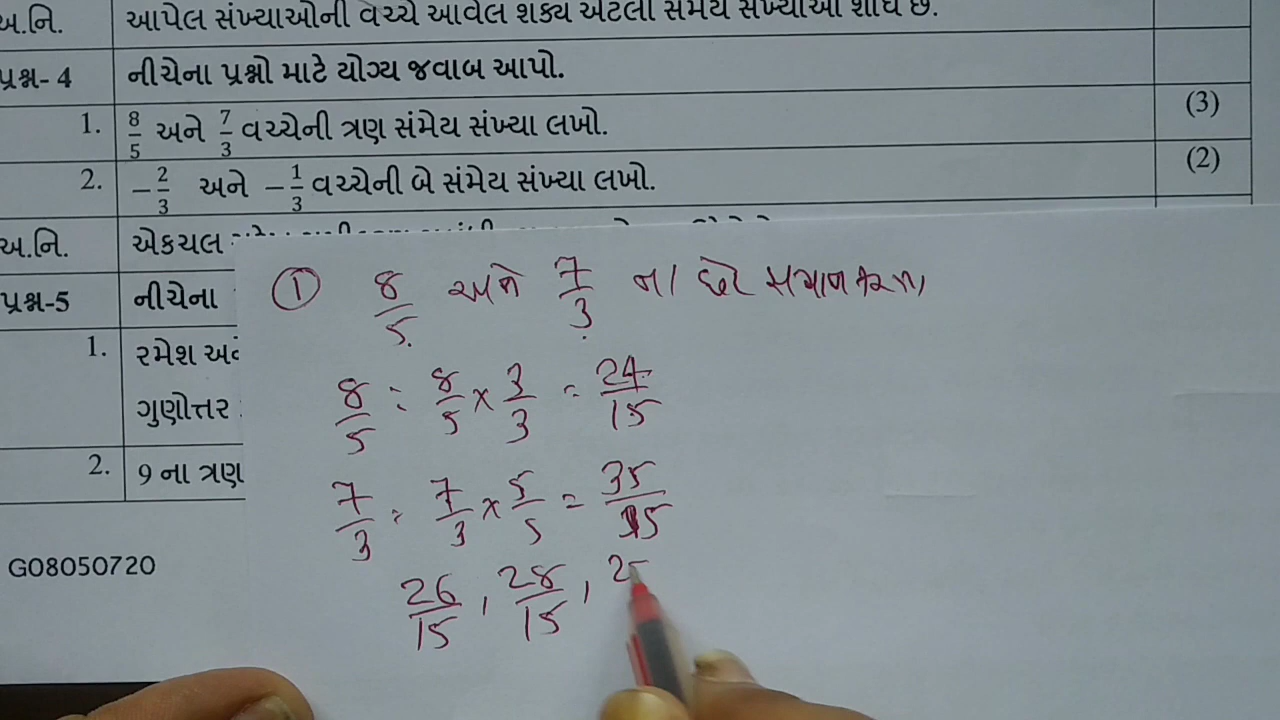 અ.નિ. આપેલ સંખ્યાઓની વચ્ચે આવેલ શક્ય એટલી સંમેય સંખ્યાઓ શોધે છે.
પ્રશ્ન- 4 નીચેના પ્રશ્નો માટે યોગ્ય જવાબ આપો.
1. 8/5 અને 7/3 વચ્ચેની ત્રણ સંમેય સંખ્યા લખો. (3)
2. -2/3 અને -1/3 વચ્ચેની બે સંમેય સંખ્યા લખો. (2)
અ.નિ. એકચલ
પ્રશ્ન-5 નીચેના
1. રમેશ અને
ગુણોત્તર
2. 9 ના ત્રણ
G08050720
① 8/5 અને 7/3 ના છેદ સમાન કરતા,
8/5 = 8/5 × 3/3 = 24/15
7/3 = 7/3 × 5/5 = 35/15
26/15 , 28/15 , 2